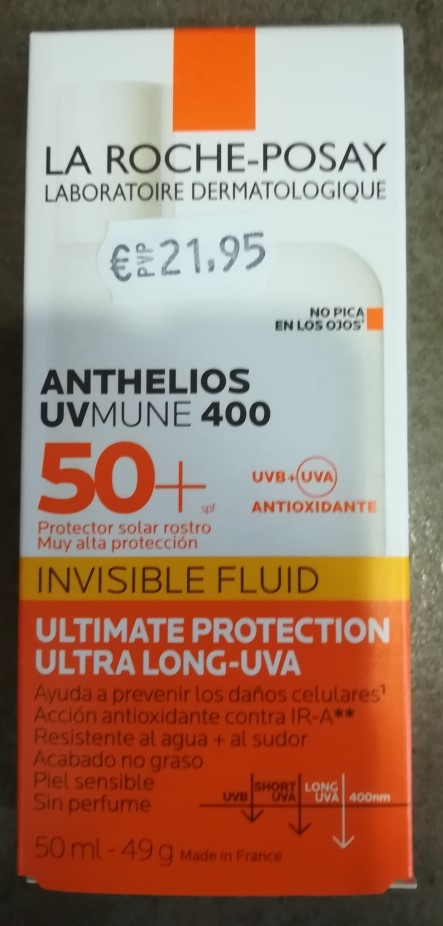 LA ROCHE-POSAY
LABORATOIRE DERMATOLOGIQUE
€ PVP 21,95
NO PICA
EN LOS OJOS¹
ANTHELIOS
UVMUNE 400
50+ spf
UVB+UVA
ANTIOXIDANTE
Protector solar rostro
Muy alta protección
INVISIBLE FLUID
ULTIMATE PROTECTION
ULTRA LONG-UVA
Ayuda a prevenir los daños celulares¹
Acción antioxidante contra IR-A**
Resistente al agua + al sudor
Acabado no graso
Piel sensible
Sin perfume
UVB SHORT UVA LONG UVA 400nm
50 ml - 49 g Made in France